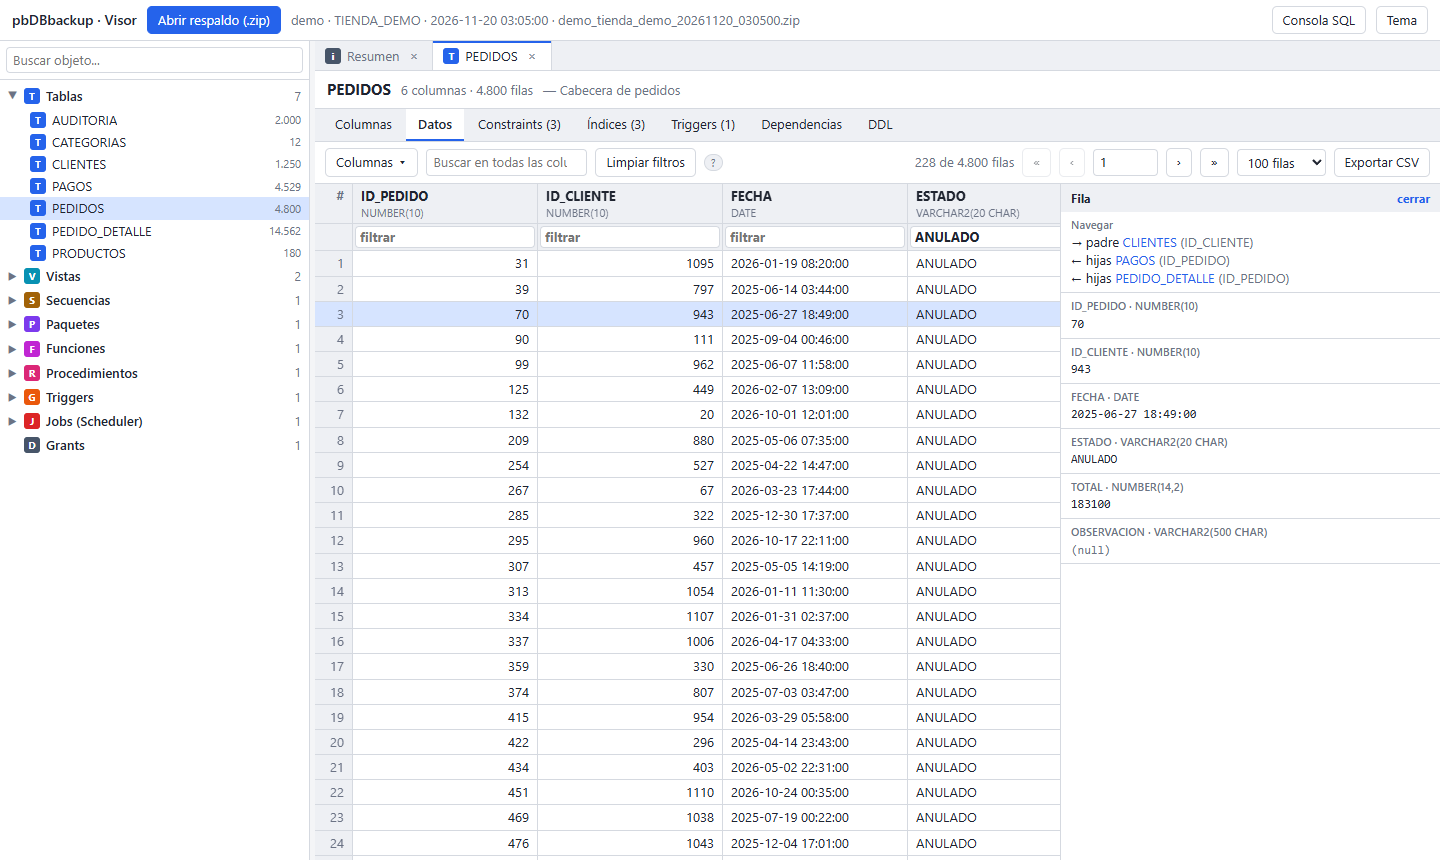 pbDBbackup · Visor Abrir respaldo (.zip) demo · TIENDA_DEMO · 2026-11-20 03:05:00 · demo_tienda_demo_20261120_030500.zip Consola SQL Tema
Buscar objeto...
T Tablas 7
T AUDITORIA 2.000
T CATEGORIAS 12
T CLIENTES 1.250
T PAGOS 4.529
T PEDIDOS 4.800
T PEDIDO_DETALLE 14.562
T PRODUCTOS 180
V Vistas 2
S Secuencias 1
P Paquetes 1
F Funciones 1
R Procedimientos 1
G Triggers 1
J Jobs (Scheduler) 1
D Grants 1
i Resumen × T PEDIDOS ×
PEDIDOS 6 columnas · 4.800 filas — Cabecera de pedidos
Columnas Datos Constraints (3) Índices (3) Triggers (1) Dependencias DDL
Columnas Buscar en todas las colu Limpiar filtros ? 228 de 4.800 filas « ‹ 1 › » 100 filas Exportar CSV
# ID_PEDIDO ID_CLIENTE FECHA ESTADO
NUMBER(10) NUMBER(10) DATE VARCHAR2(20 CHAR)
filtrar filtrar filtrar ANULADO
1 31 1095 2026-01-19 08:20:00 ANULADO
2 39 797 2025-06-14 03:44:00 ANULADO
3 70 943 2025-06-27 18:49:00 ANULADO
4 90 111 2025-09-04 00:46:00 ANULADO
5 99 962 2025-06-07 11:58:00 ANULADO
6 125 449 2026-02-07 13:09:00 ANULADO
7 132 20 2026-10-01 12:01:00 ANULADO
8 209 880 2025-05-06 07:35:00 ANULADO
9 254 527 2025-04-22 14:47:00 ANULADO
10 267 67 2026-03-23 17:44:00 ANULADO
11 285 322 2025-12-30 17:37:00 ANULADO
12 295 960 2026-10-17 22:11:00 ANULADO
13 307 457 2025-05-05 14:19:00 ANULADO
14 313 1054 2026-01-11 11:30:00 ANULADO
15 334 1107 2026-01-31 02:37:00 ANULADO
16 337 1006 2026-04-17 04:33:00 ANULADO
17 359 330 2025-06-26 18:40:00 ANULADO
18 374 807 2025-07-03 03:47:00 ANULADO
19 415 954 2026-03-29 05:58:00 ANULADO
20 422 296 2025-04-14 23:43:00 ANULADO
21 434 403 2026-05-02 22:31:00 ANULADO
22 451 1110 2026-10-24 00:35:00 ANULADO
23 469 1038 2025-07-19 00:22:00 ANULADO
24 476 1043 2025-12-04 17:01:00 ANULADO
Fila cerrar
Navegar
→ padre CLIENTES (ID_CLIENTE)
← hijas PAGOS (ID_PEDIDO)
← hijas PEDIDO_DETALLE (ID_PEDIDO)
ID_PEDIDO · NUMBER(10)
70
ID_CLIENTE · NUMBER(10)
943
FECHA · DATE
2025-06-27 18:49:00
ESTADO · VARCHAR2(20 CHAR)
ANULADO
TOTAL · NUMBER(14,2)
183100
OBSERVACION · VARCHAR2(500 CHAR)
(null)